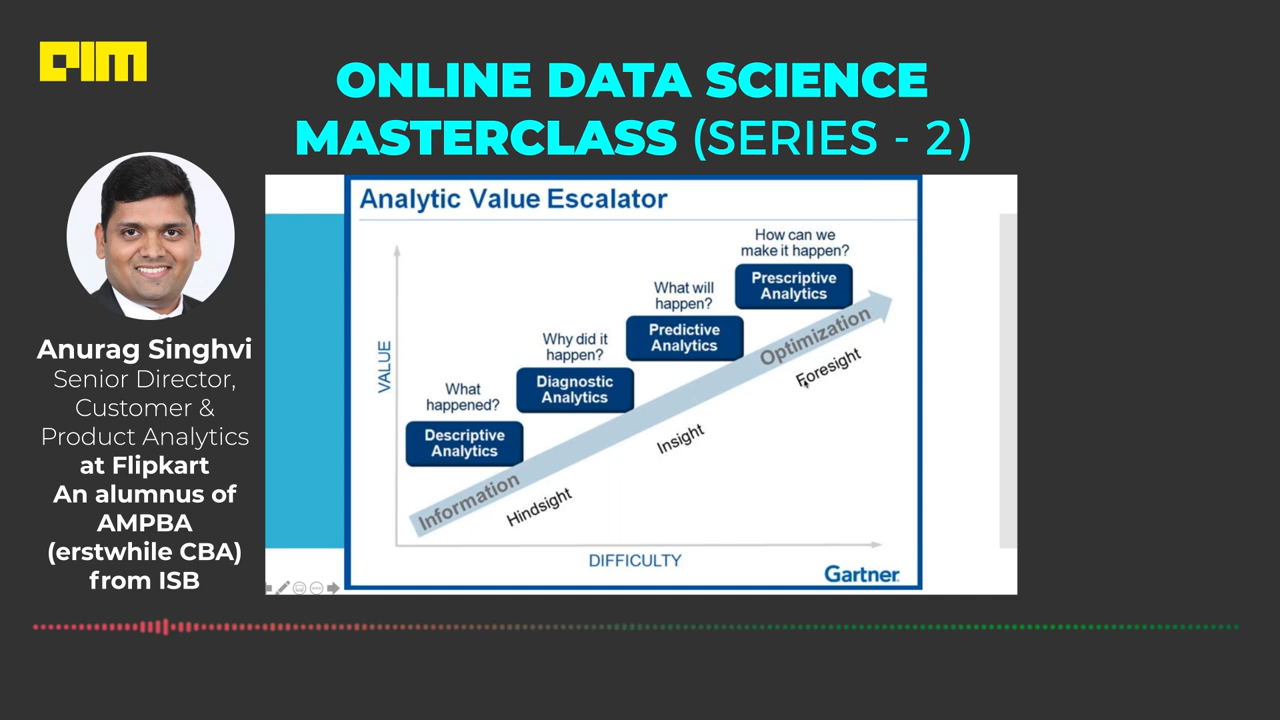 AIM
ONLINE DATA SCIENCE
MASTERCLASS (SERIES - 2)
Anurag Singhvi
Senior Director,
Customer &
Product Analytics
at Flipkart
An alumnus of
AMPBA
(erstwhile CBA)
from ISB
Analytic Value Escalator
VALUE
What
happened?
Descriptive
Analytics
Why did it
happen?
Diagnostic
Analytics
What will
happen?
Predictive
Analytics
How can we
make it happen?
Prescriptive
Analytics
Information
Optimization
Hindsight
Insight
Foresight
DIFFICULTY
Gartner